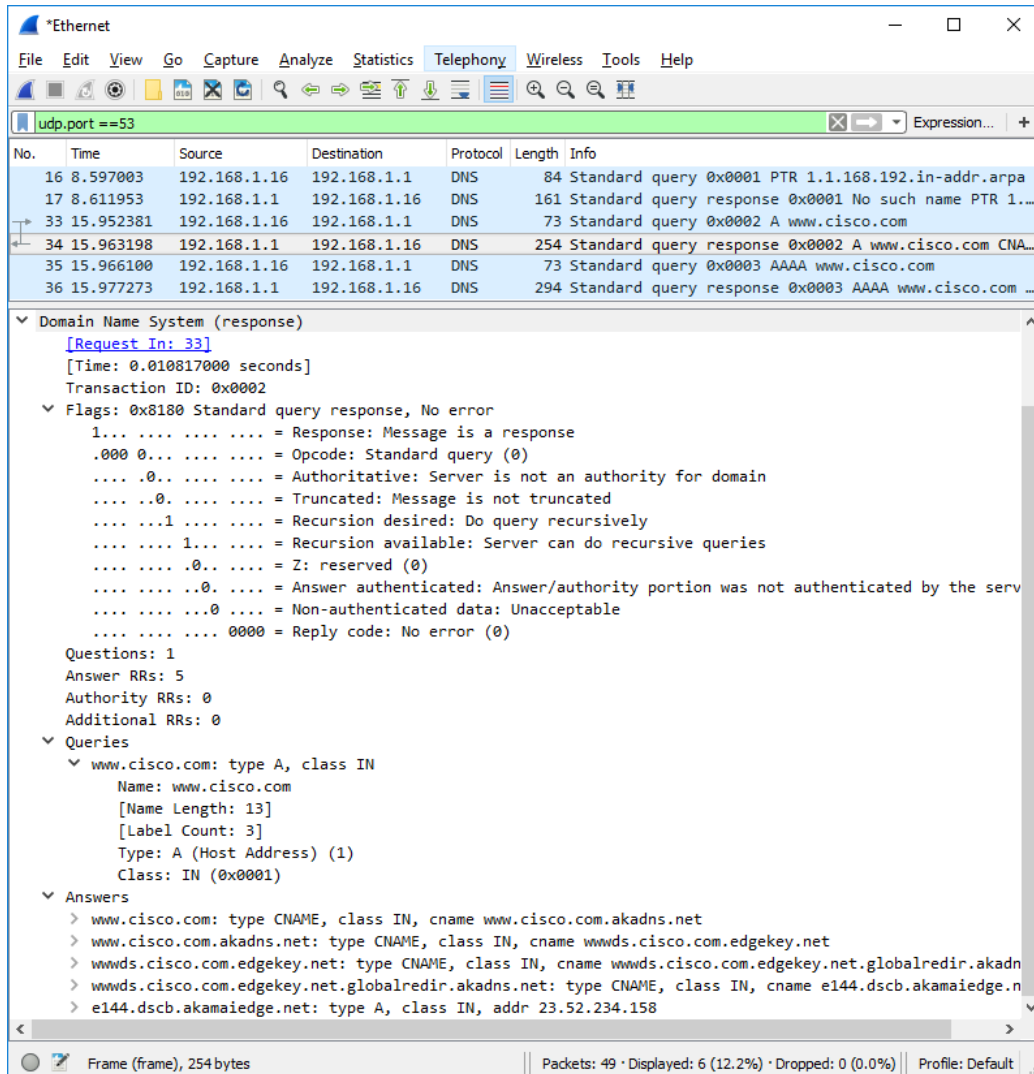 *Ethernet
File Edit View Go Capture Analyze Statistics Telephony Wireless Tools Help
udp.port ==53
Expression... +
No. Time Source Destination Protocol Length Info
16 8.597003 192.168.1.16 192.168.1.1 DNS 84 Standard query 0x0001 PTR 1.1.168.192.in-addr.arpa
17 8.611953 192.168.1.1 192.168.1.16 DNS 161 Standard query response 0x0001 No such name PTR 1....
33 15.952381 192.168.1.16 192.168.1.1 DNS 73 Standard query 0x0002 A www.cisco.com
34 15.963198 192.168.1.1 192.168.1.16 DNS 254 Standard query response 0x0002 A www.cisco.com CNA...
35 15.966100 192.168.1.16 192.168.1.1 DNS 73 Standard query 0x0003 AAAA www.cisco.com
36 15.977273 192.168.1.1 192.168.1.16 DNS 294 Standard query response 0x0003 AAAA www.cisco.com ...
Domain Name System (response)
[Request In: 33]
[Time: 0.010817000 seconds]
Transaction ID: 0x0002
Flags: 0x8180 Standard query response, No error
1... .... .... .... = Response: Message is a response
.000 0... .... .... = Opcode: Standard query (0)
.... .0.. .... .... = Authoritative: Server is not an authority for domain
.... ..0. .... .... = Truncated: Message is not truncated
.... ...1 .... .... = Recursion desired: Do query recursively
.... .... 1... .... = Recursion available: Server can do recursive queries
.... .... .0.. .... = Z: reserved (0)
.... .... ..0. .... = Answer authenticated: Answer/authority portion was not authenticated by the serv
.... .... ...0 .... = Non-authenticated data: Unacceptable
.... .... .... 0000 = Reply code: No error (0)
Questions: 1
Answer RRs: 5
Authority RRs: 0
Additional RRs: 0
Queries
www.cisco.com: type A, class IN
Name: www.cisco.com
[Name Length: 13]
[Label Count: 3]
Type: A (Host Address) (1)
Class: IN (0x0001)
Answers
www.cisco.com: type CNAME, class IN, cname www.cisco.com.akadns.net
www.cisco.com.akadns.net: type CNAME, class IN, cname wwwds.cisco.com.edgekey.net
wwwds.cisco.com.edgekey.net: type CNAME, class IN, cname wwwds.cisco.com.edgekey.net.globalredir.akadn
wwwds.cisco.com.edgekey.net.globalredir.akadns.net: type CNAME, class IN, cname e144.dscb.akamaiedge.n
e144.dscb.akamaiedge.net: type A, class IN, addr 23.52.234.158
Frame (frame), 254 bytes
Packets: 49 · Displayed: 6 (12.2%) · Dropped: 0 (0.0%)
Profile: Default